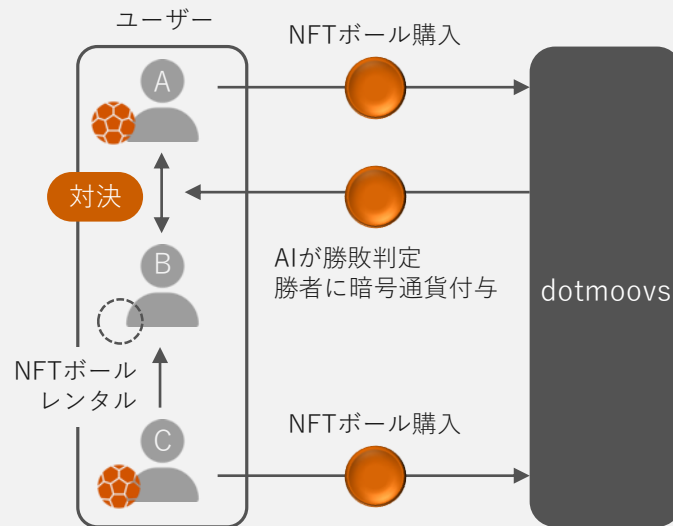 ユーザー
NFTボール購入
A
対決
B
AIが勝敗判定
勝者に暗号通貨付与
dotmoovs
NFTボール
レンタル
C
NFTボール購入